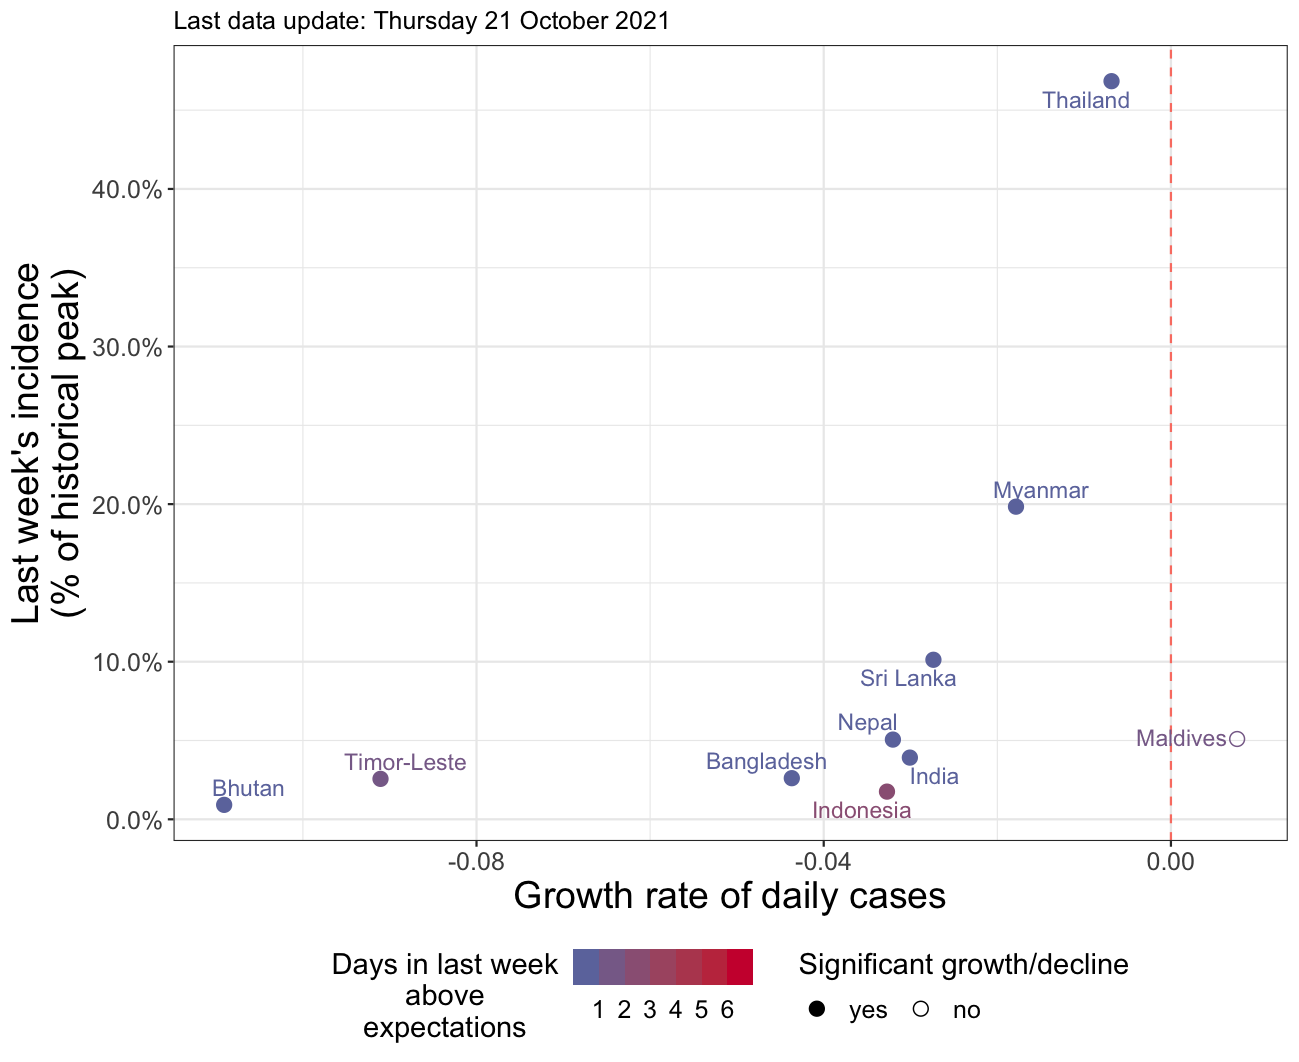 Last data update: Thursday 21 October 2021
Last week's incidence
(% of historical peak)
40.0%
30.0%
20.0%
10.0%
0.0%
Thailand
Myanmar
Sri Lanka
Nepal
Maldives
Timor-Leste
Bangladesh
India
Bhutan
Indonesia
-0.08
-0.04
0.00
Growth rate of daily cases
Days in last week
above
expectations
1 2 3 4 5 6
Significant growth/decline
yes no